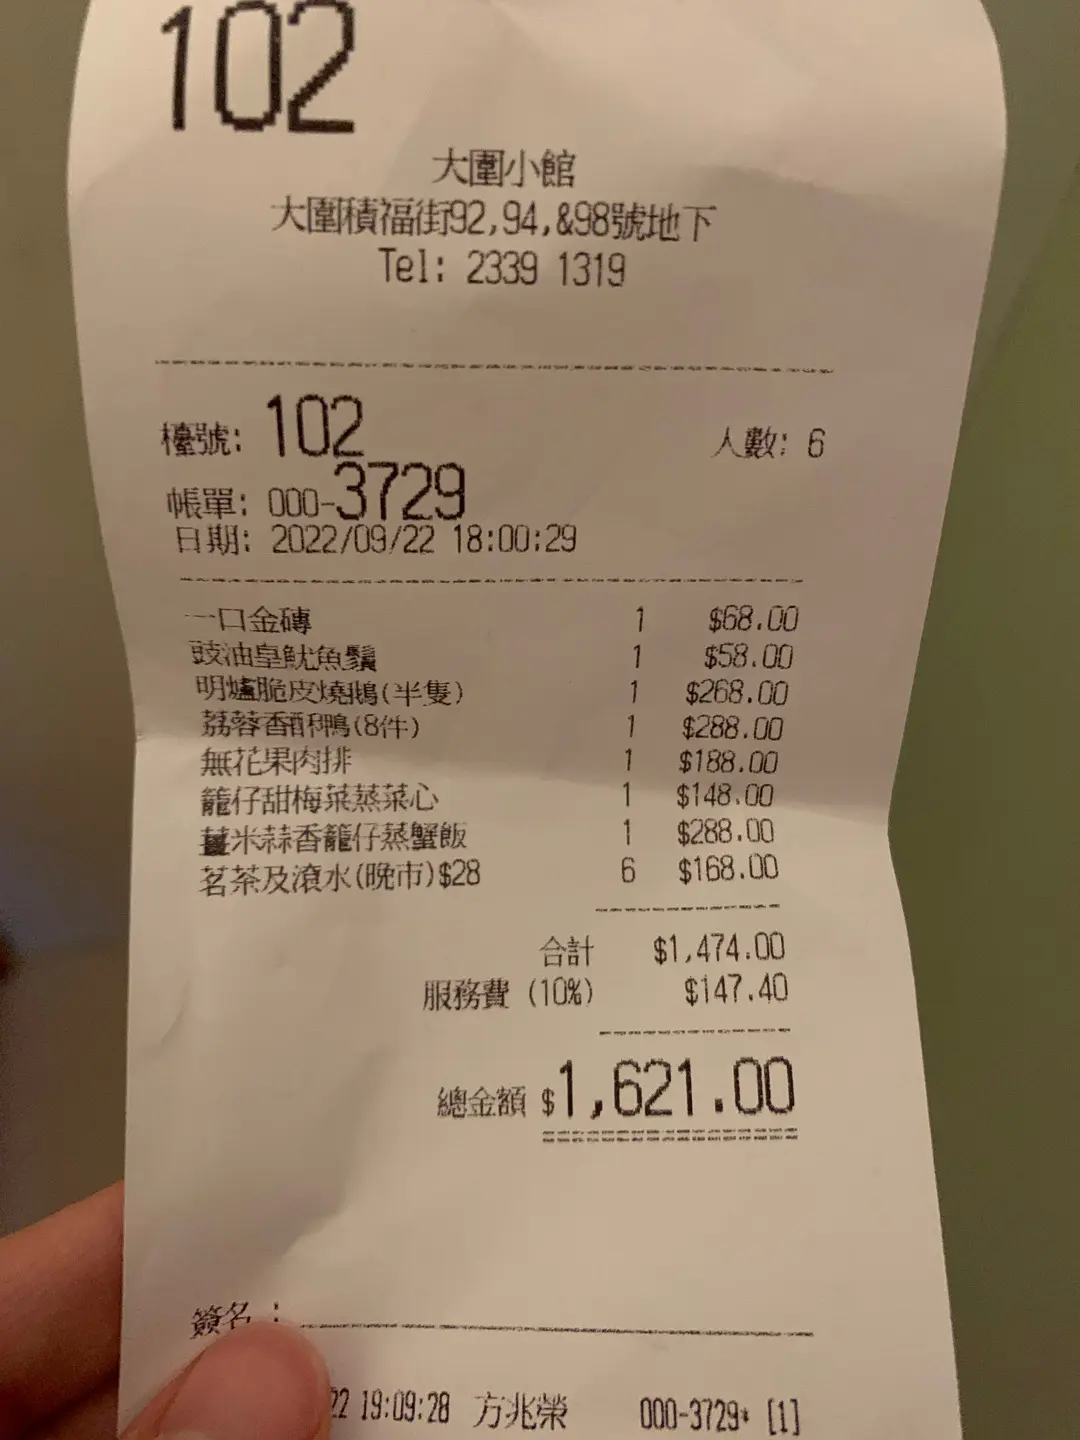 102
大圍小館
大圍積福街92,94,&98號地下
Tel: 2339 1319
檯號: 102 人數: 6
帳單: 000-3729
日期: 2022/09/22 18:00:29
一口金磚 1 $68.00
豉油皇魷魚鬚 1 $58.00
明爐脆皮燒鵝(半隻) 1 $268.00
荔蓉香酥鴨(8件) 1 $288.00
無花果肉排 1 $188.00
籠仔甜梅菜蒸菜心 1 $148.00
薑米蒜香籠仔蒸蟹飯 1 $288.00
茗茶及滾水(晚市)$28 6 $168.00
合計 $1,474.00
服務費 (10%) $147.40
總金額 $1,621.00
簽名 :
22 19:09:28 方兆榮 000-3729* [1]